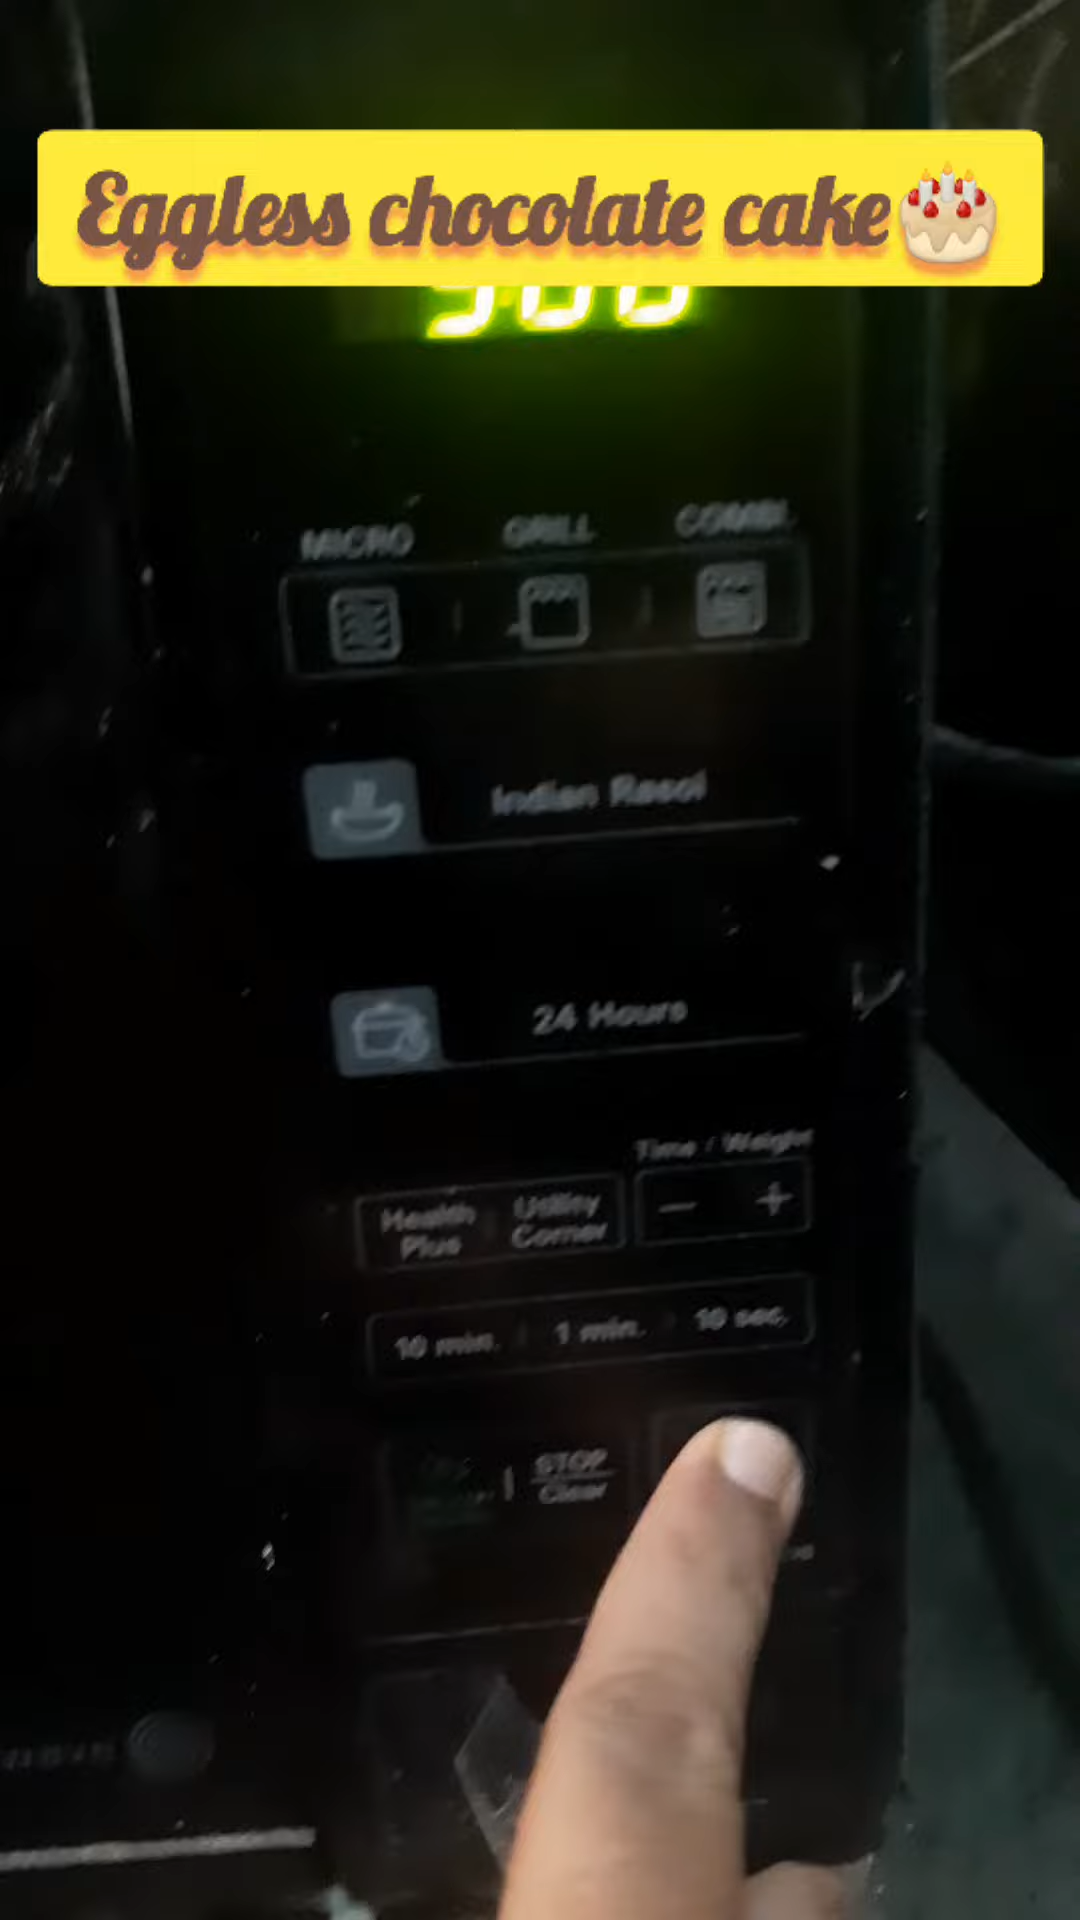 Eggless chocolate cake🎂
MICRO GRILL COMBI.
Indian Rasoi
24 Hours
Time / Weight
Health Plus
Utility Corner
− +
10 min. 1 min. 10 sec.
STOP
Clear